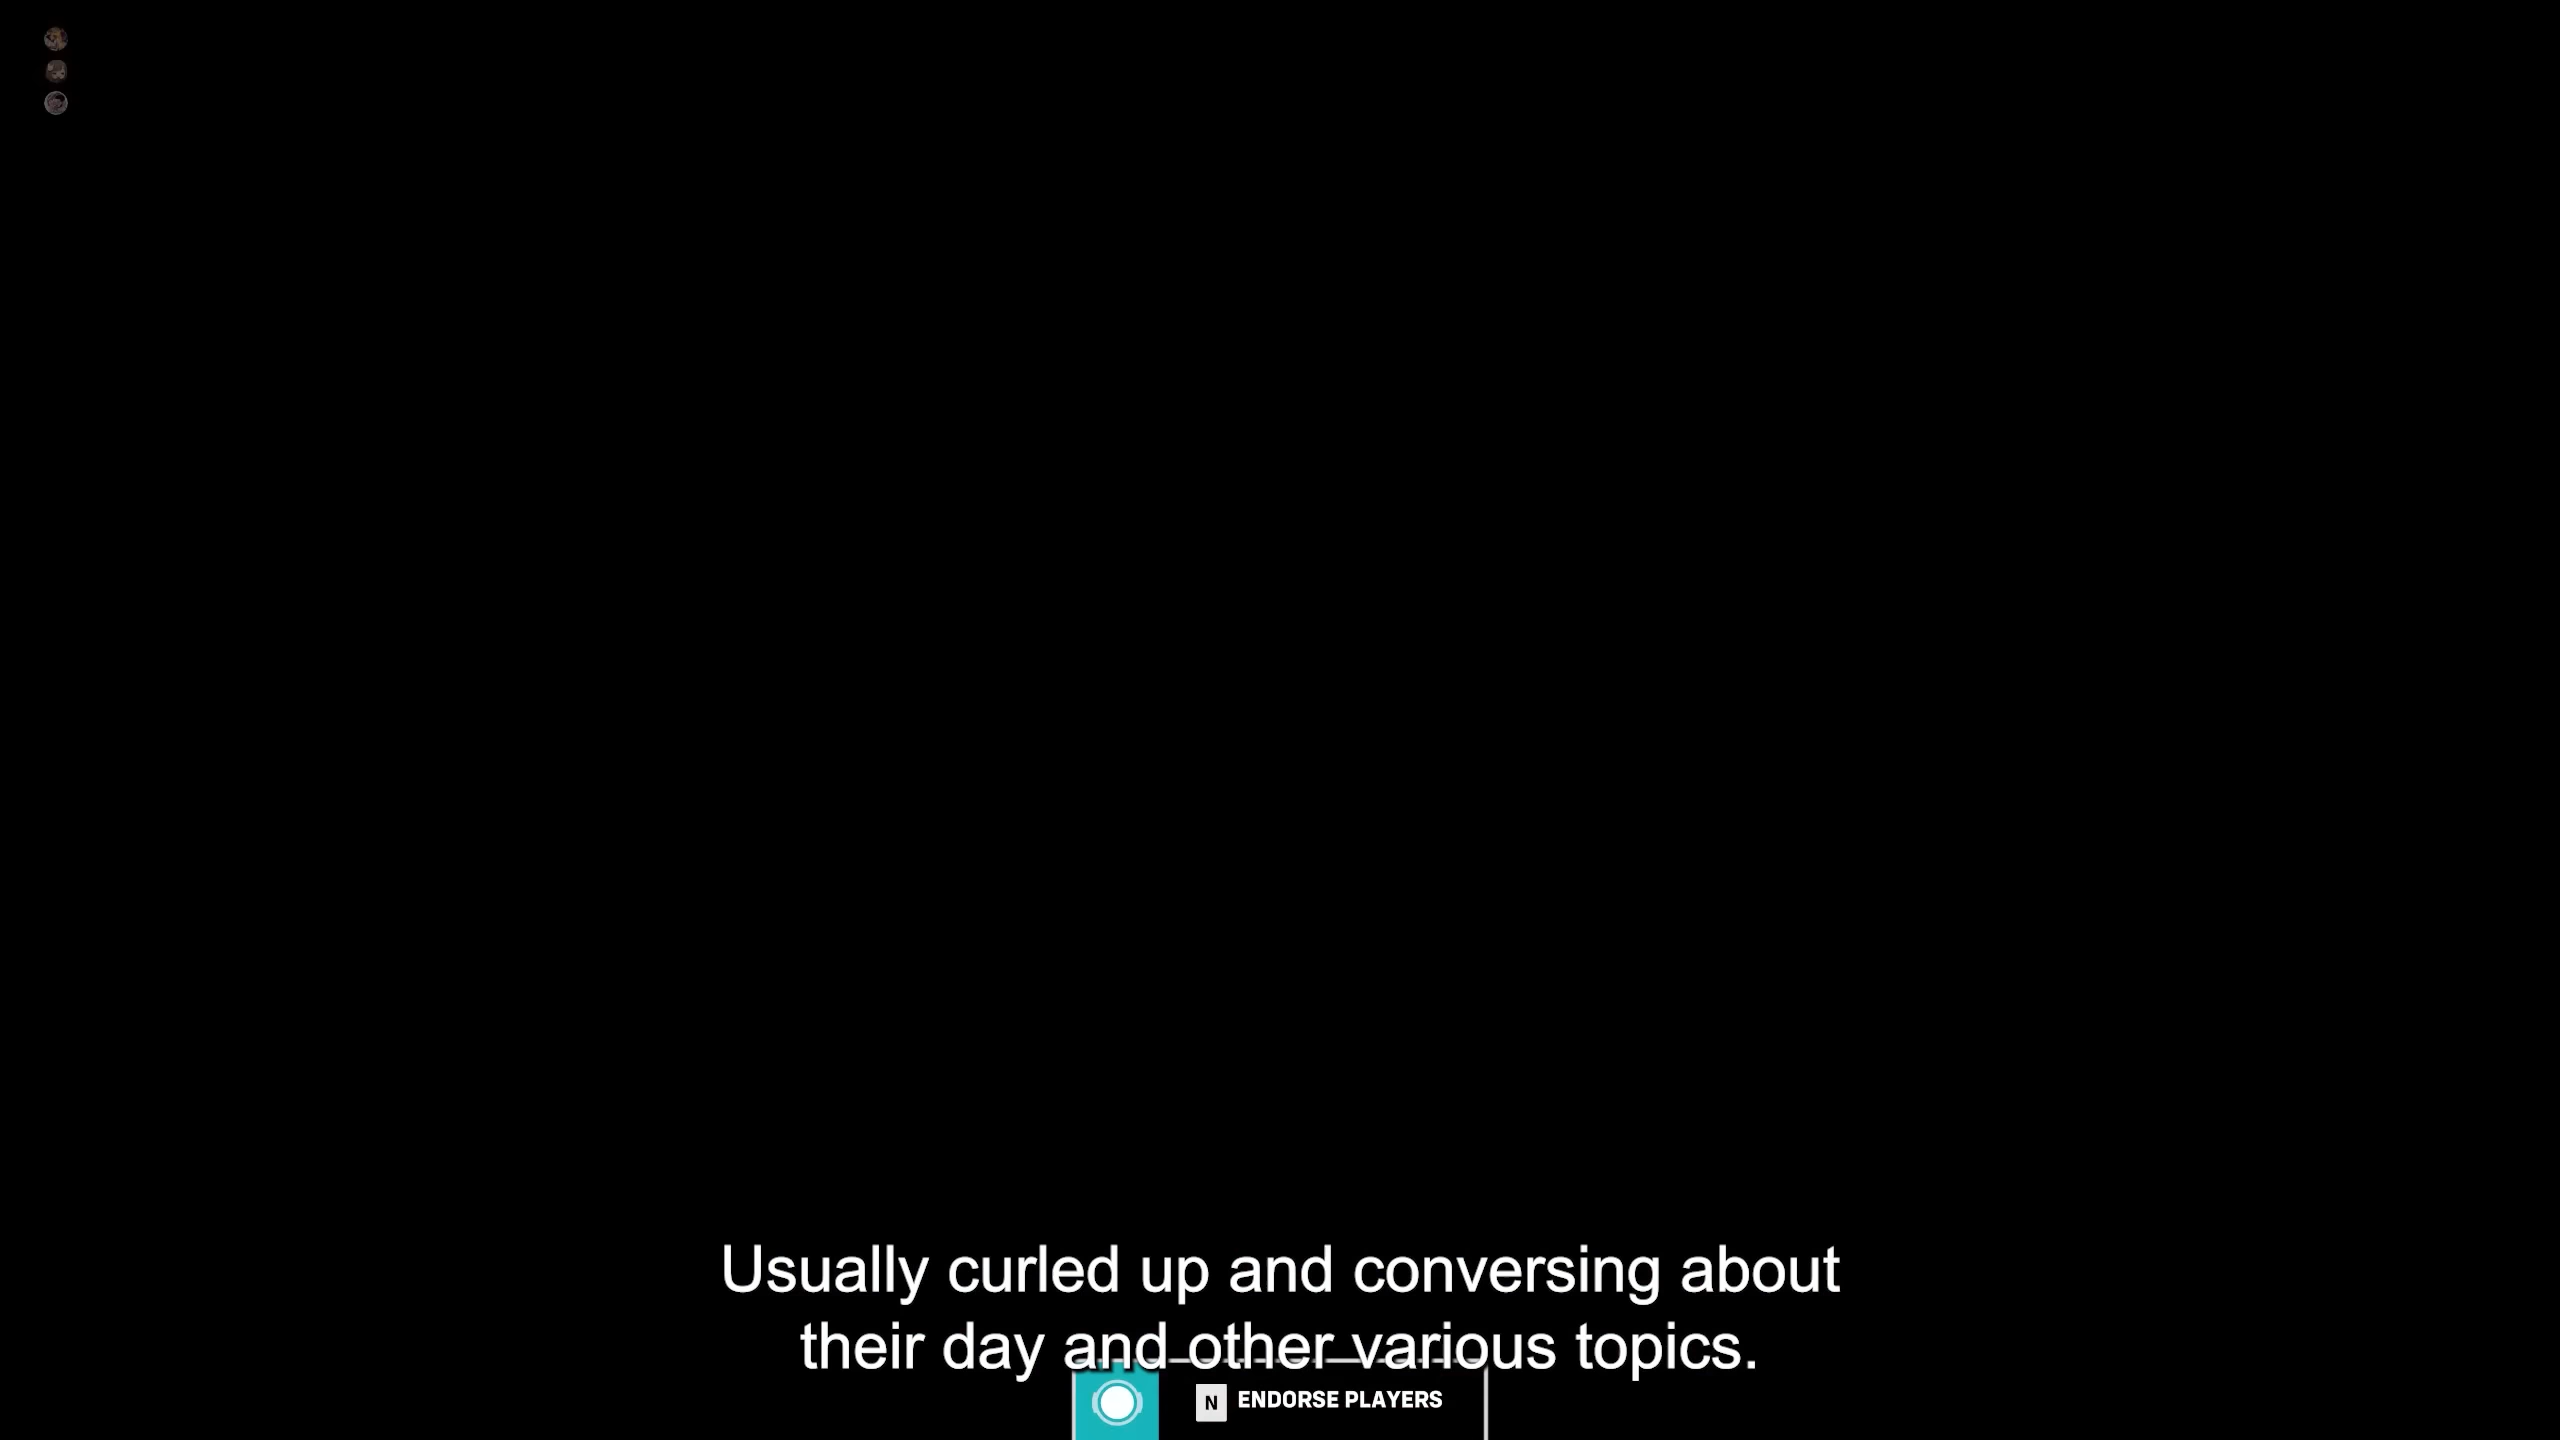 Usually curled up and conversing about
their day and other various topics.
N ENDORSE PLAYERS